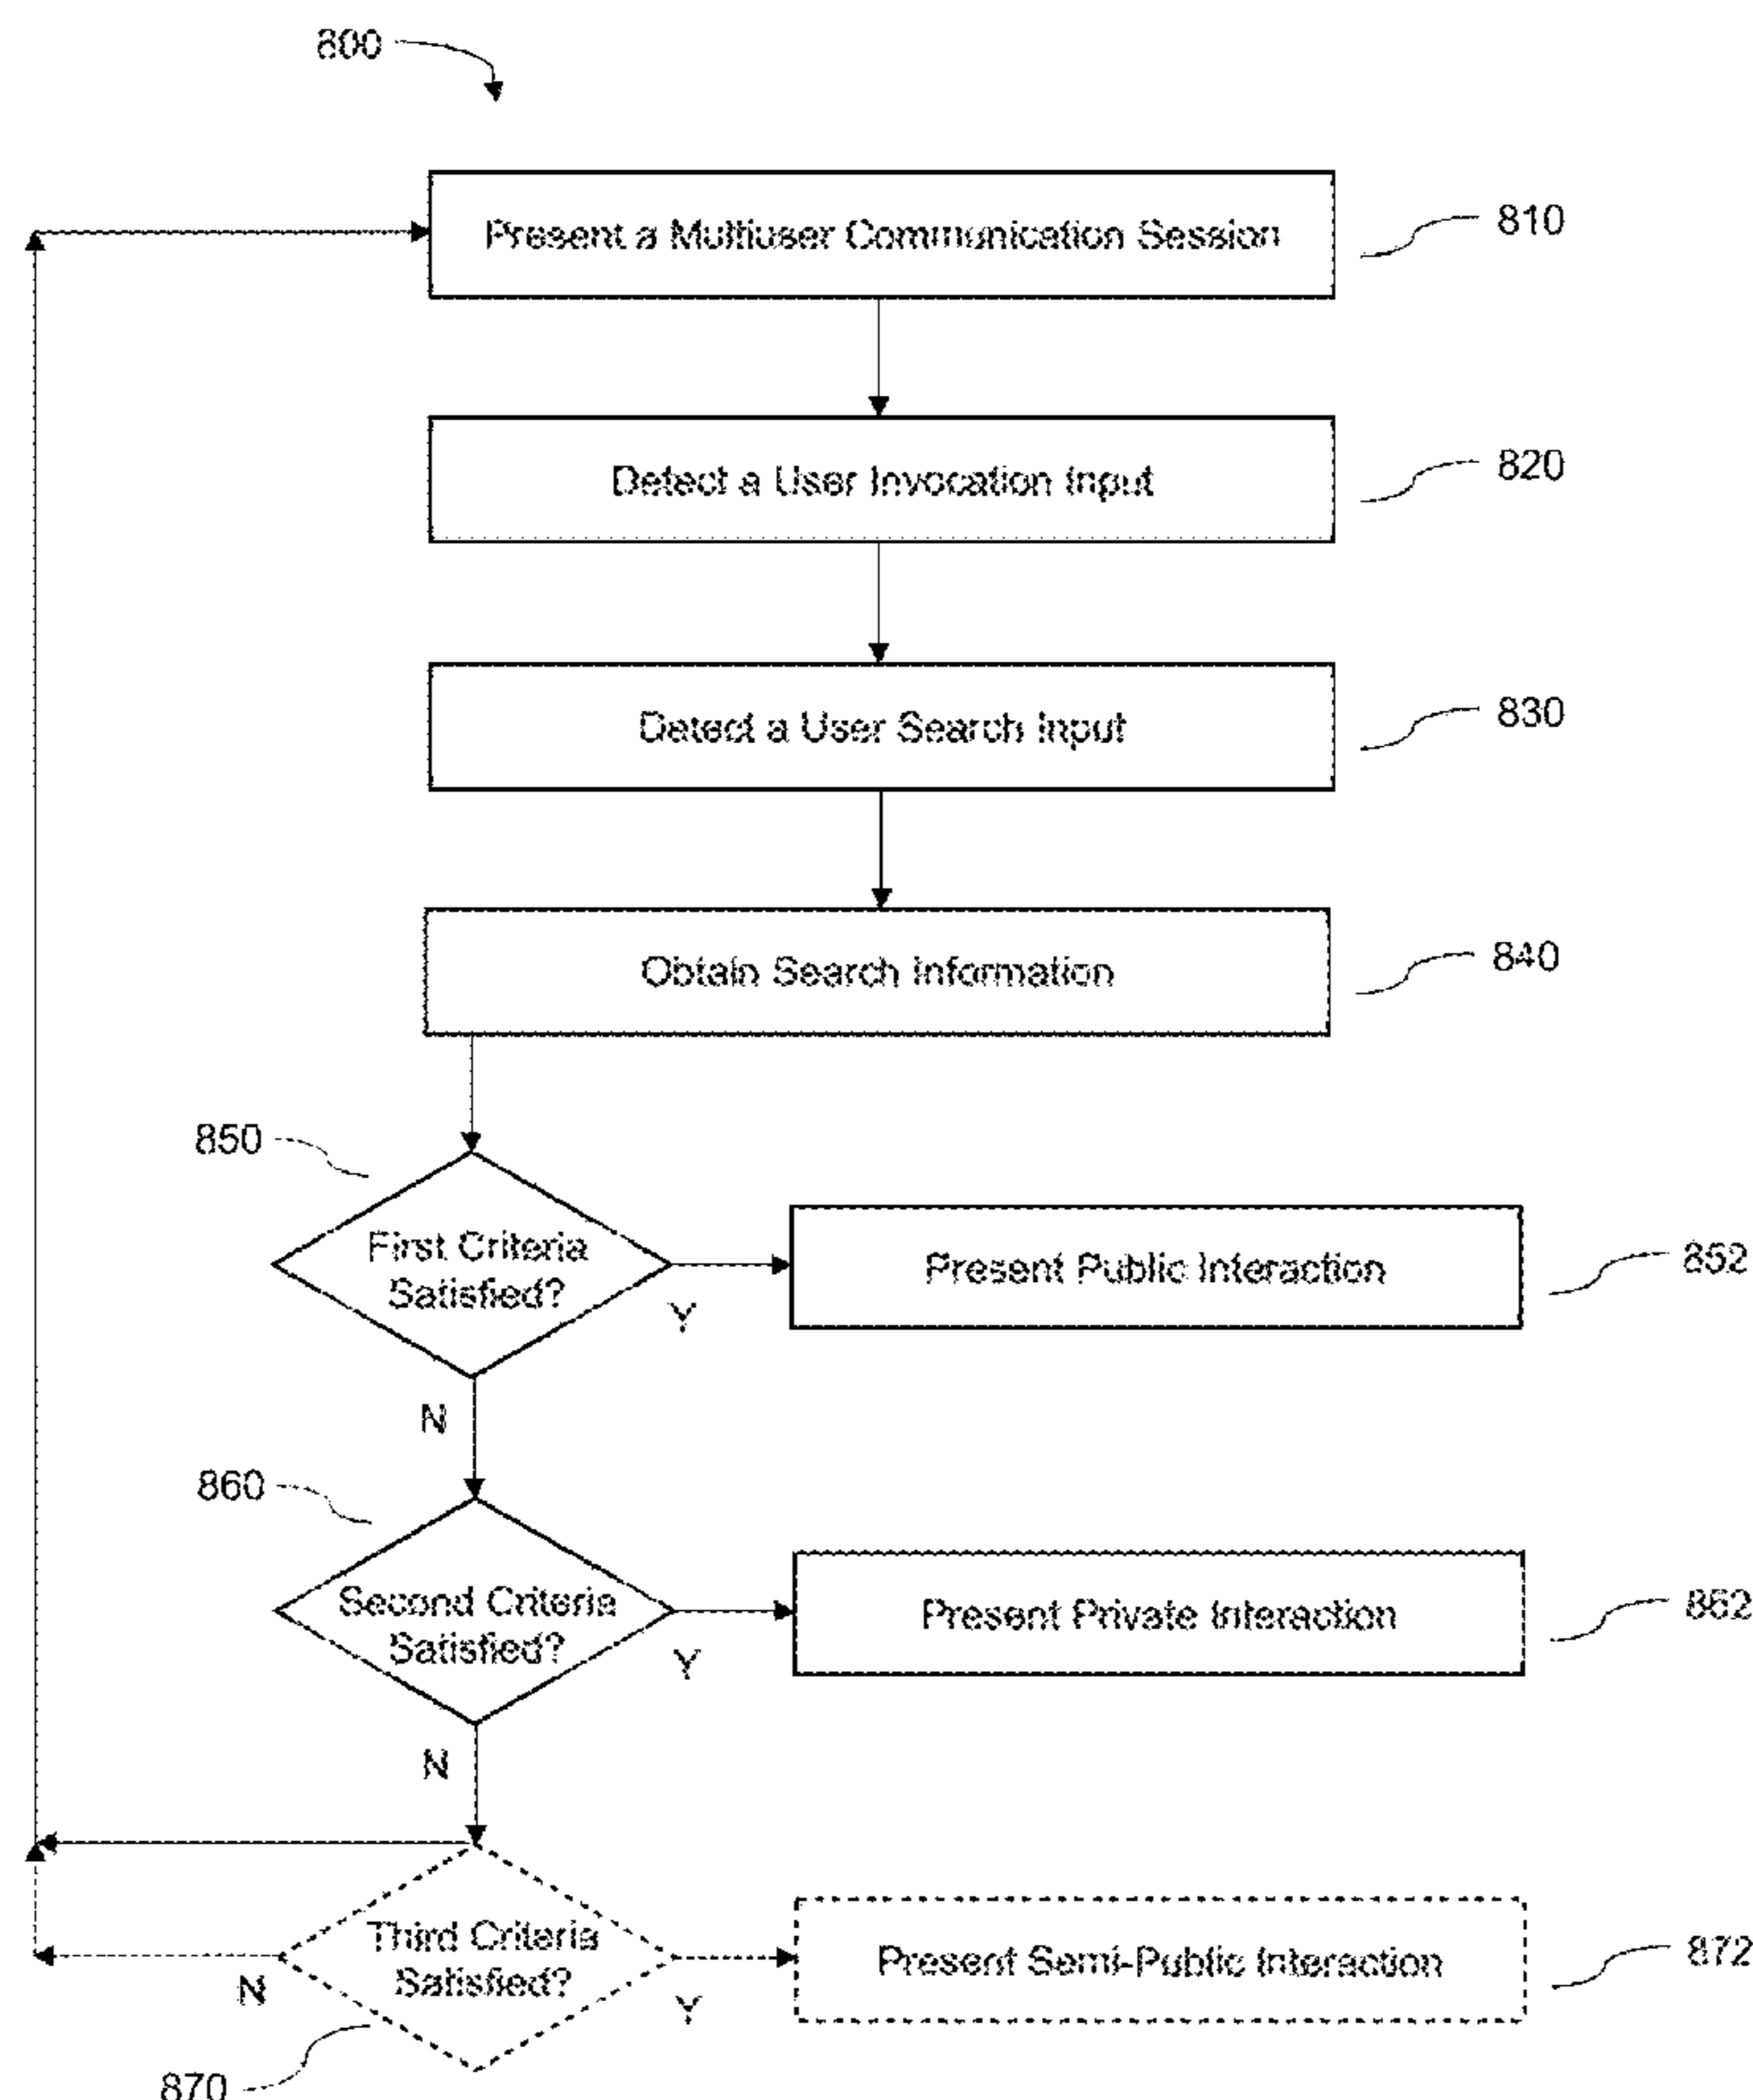 800
Present a Multiuser Communication Session
810
Detect a User Invocation Input
820
Detect a User Search Input
830
Obtain Search Information
840
850
First Criteria
Satisfied?
Y
Present Public Interaction
852
N
860
Second Criteria
Satisfied?
Y
Present Private Interaction
862
N
Third Criteria
Satisfied?
N
Y
Present Semi-Public Interaction
872
870